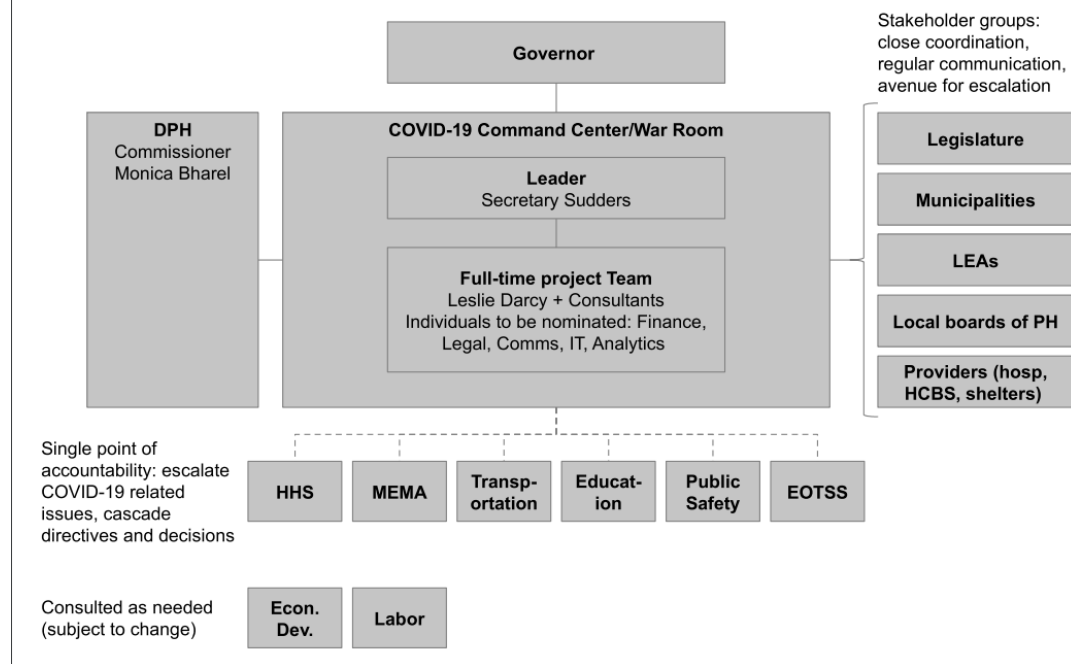 Stakeholder groups:
close coordination,
regular communication,
avenue for escalation
Governor
DPH
Commissioner
Monica Bharel
COVID-19 Command Center/War Room
Leader
Secretary Sudders
Full-time project Team
Leslie Darcy + Consultants
Individuals to be nominated: Finance,
Legal, Comms, IT, Analytics
Legislature
Municipalities
LEAs
Local boards of PH
Providers (hosp,
HCBS, shelters)
Single point of
accountability: escalate
COVID-19 related
issues, cascade
directives and decisions
HHS
MEMA
Transp-
ortation
Educat-
ion
Public
Safety
EOTSS
Consulted as needed
(subject to change)
Econ.
Dev.
Labor